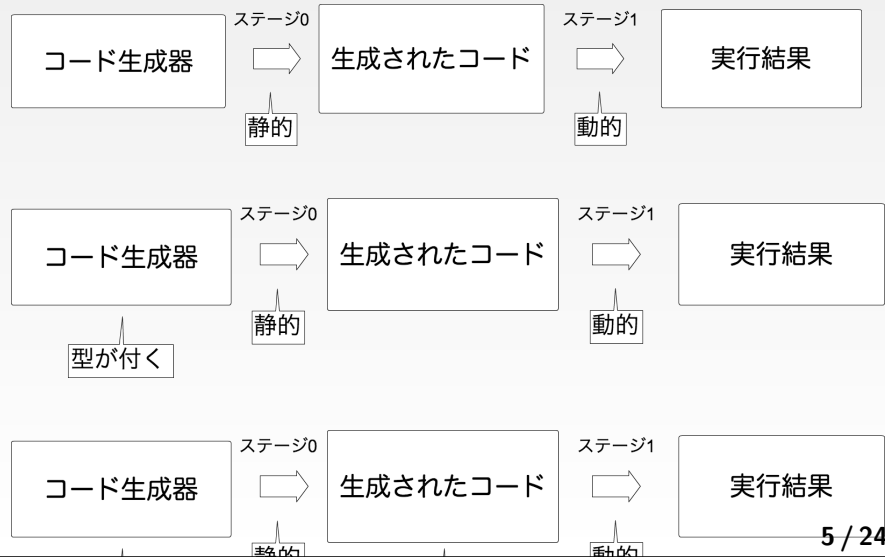 ステージ0 ステージ1
コード生成器 生成されたコード 実行結果
静的 動的
ステージ0 ステージ1
コード生成器 生成されたコード 実行結果
静的 動的
型が付く
ステージ0 ステージ1
コード生成器 生成されたコード 実行結果
5 / 24
静的 動的